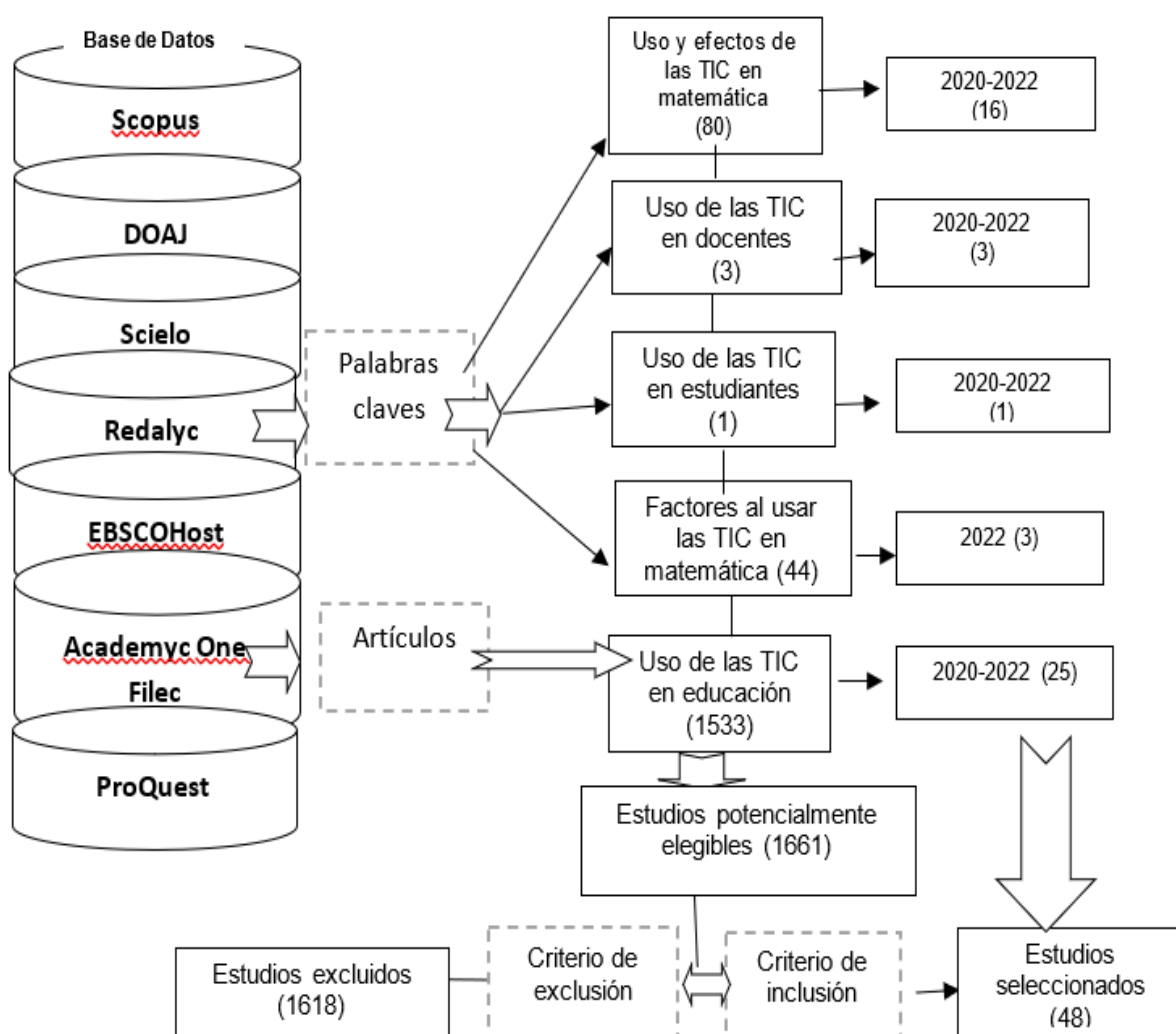 Base de Datos
Scopus
DOAJ
Scielo
Redalyc
EBSCOHost
Academyc One
Filec
ProQuest
Palabras
claves
Artículos
Uso y efectos de
las TIC en
matemática
(80)
2020-2022
(16)
Uso de las TIC
en docentes
(3)
2020-2022
(3)
Uso de las TIC
en estudiantes
(1)
2020-2022
(1)
Factores al usar
las TIC en
matemática (44)
2022 (3)
Uso de las TIC
en educación
(1533)
2020-2022 (25)
Estudios potencialmente
elegibles (1661)
Estudios excluidos
(1618)
Criterio de
exclusión
Criterio de
inclusión
Estudios
seleccionados
(48)